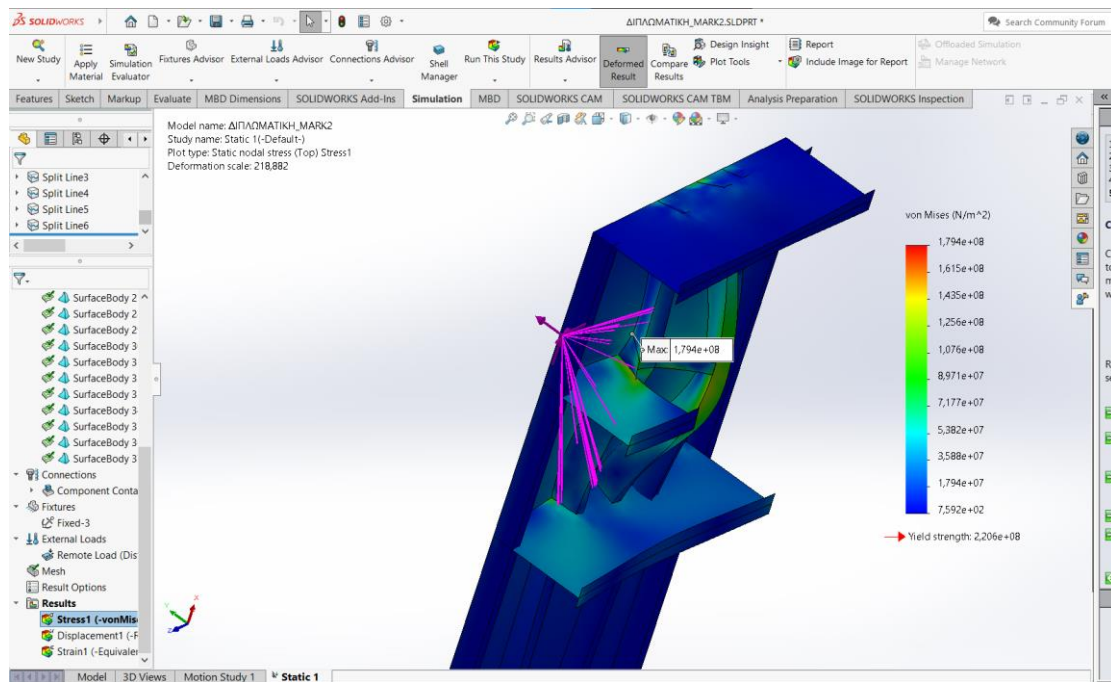 SOLIDWORKS
ΔΙΠΛΩΜΑΤΙΚΗ_MARK2.SLDPRT *
Search Community Forum
New Study
Apply Material
Simulation Evaluator
Fixtures Advisor
External Loads Advisor
Connections Advisor
Shell Manager
Run This Study
Results Advisor
Deformed Result
Compare Results
Design Insight
Plot Tools
Report
Include Image for Report
Offloaded Simulation
Manage Network
Features
Sketch
Markup
Evaluate
MBD Dimensions
SOLIDWORKS Add-Ins
Simulation
MBD
SOLIDWORKS CAM
SOLIDWORKS CAM TBM
Analysis Preparation
SOLIDWORKS Inspection
Split Line3
Split Line4
Split Line5
Split Line6
SurfaceBody 2
SurfaceBody 2
SurfaceBody 2
SurfaceBody 3
SurfaceBody 3
SurfaceBody 3
SurfaceBody 3
SurfaceBody 3
SurfaceBody 3
SurfaceBody 3
SurfaceBody 3
Connections
Component Conta
Fixtures
Fixed-3
External Loads
Remote Load (Dis
Mesh
Result Options
Results
Stress1 (-vonMis
Displacement1 (-R
Strain1 (-Equivaler
Model name: ΔΙΠΛΩΜΑΤΙΚΗ_MARK2
Study name: Static 1(-Default-)
Plot type: Static nodal stress (Top) Stress1
Deformation scale: 218,882
Max: 1,794e+08
von Mises (N/m^2)
1,794e+08
1,615e+08
1,435e+08
1,256e+08
1,076e+08
8,971e+07
7,177e+07
5,382e+07
3,588e+07
1,794e+07
7,592e+02
Yield strength: 2,206e+08
Y
X
Z
Model
3D Views
Motion Study 1
Static 1